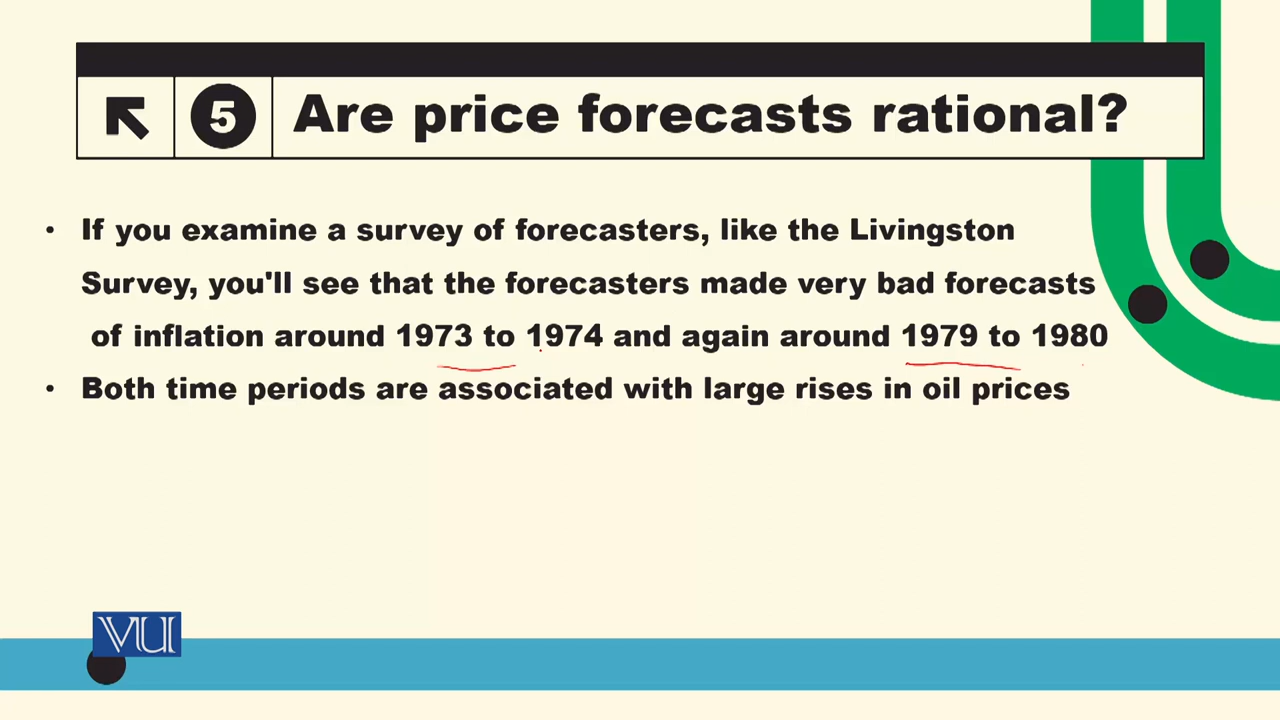 5 Are price forecasts rational?
• If you examine a survey of forecasters, like the Livingston
Survey, you'll see that the forecasters made very bad forecasts
of inflation around 1973 to 1974 and again around 1979 to 1980
• Both time periods are associated with large rises in oil prices
VU